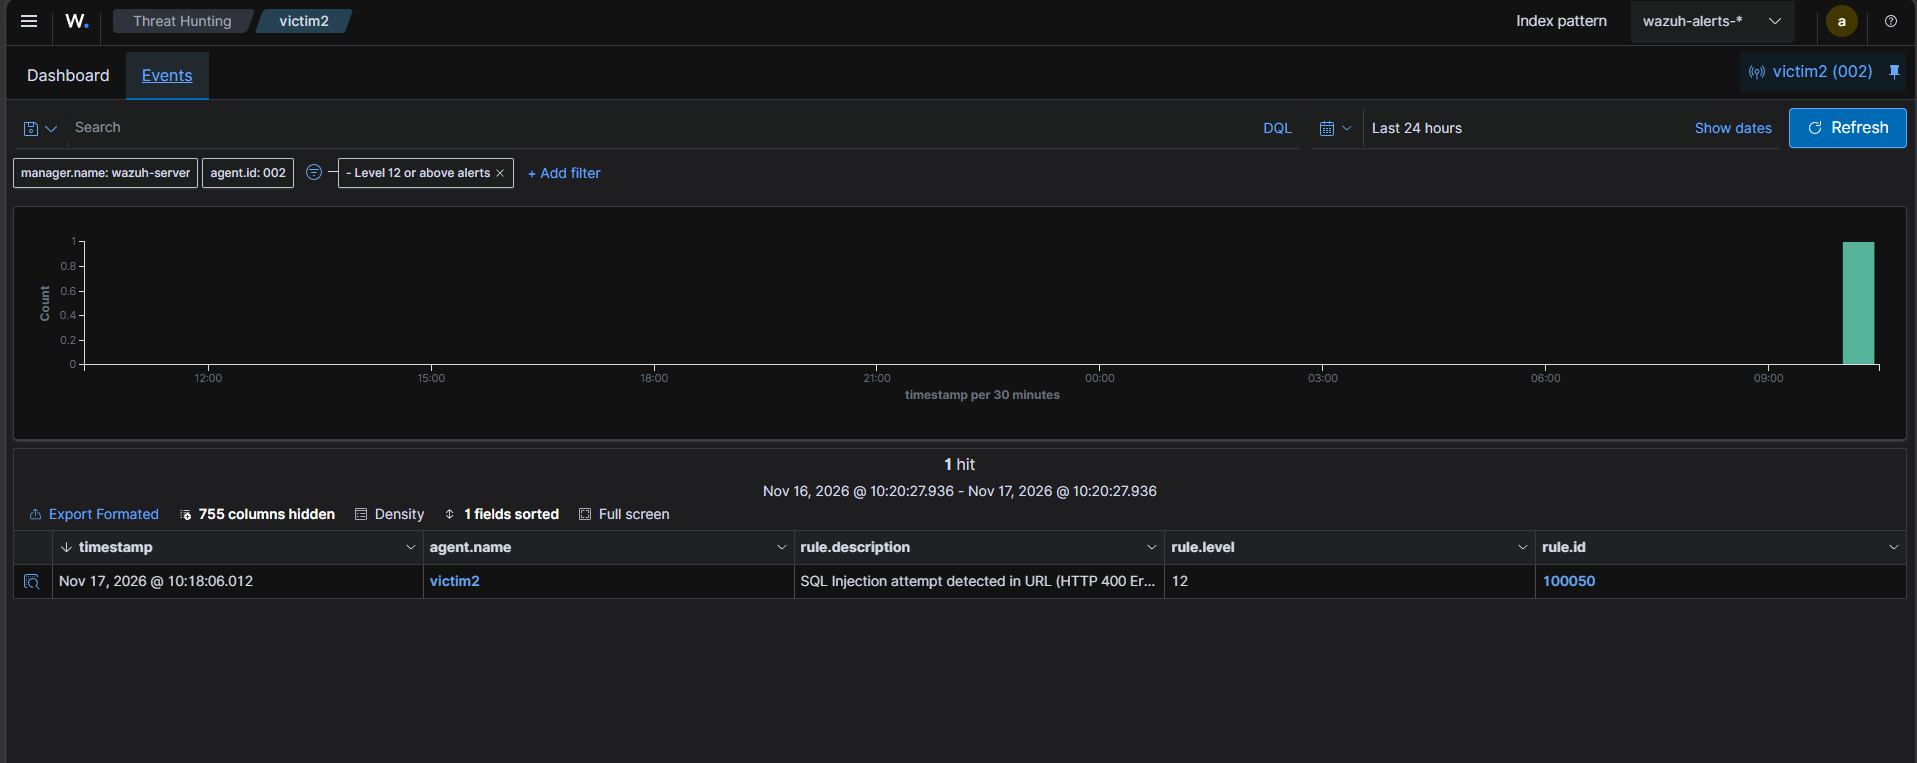 W. Threat Hunting victim2 Index pattern wazuh-alerts-* a
Dashboard Events victim2 (002)
Search DQL Last 24 hours Show dates Refresh
manager.name: wazuh-server agent.id: 002 - Level 12 or above alerts × + Add filter
1
0.8
0.6
0.4
0.2
0
Count
12:00 15:00 18:00 21:00 00:00 03:00 06:00 09:00
timestamp per 30 minutes
1 hit
Nov 16, 2026 @ 10:20:27.936 - Nov 17, 2026 @ 10:20:27.936
Export Formated 755 columns hidden Density 1 fields sorted Full screen
timestamp agent.name rule.description rule.level rule.id
Nov 17, 2026 @ 10:18:06.012 victim2 SQL Injection attempt detected in URL (HTTP 400 Er... 12 100050